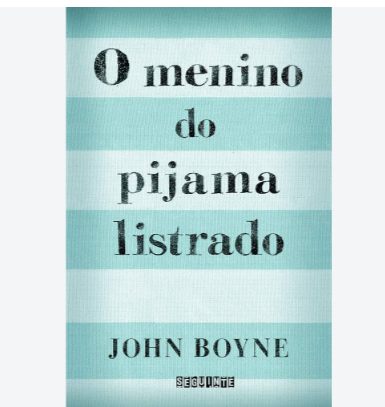 O menino
do
pijama
listrado
JOHN BOYNE
SEGUINTE